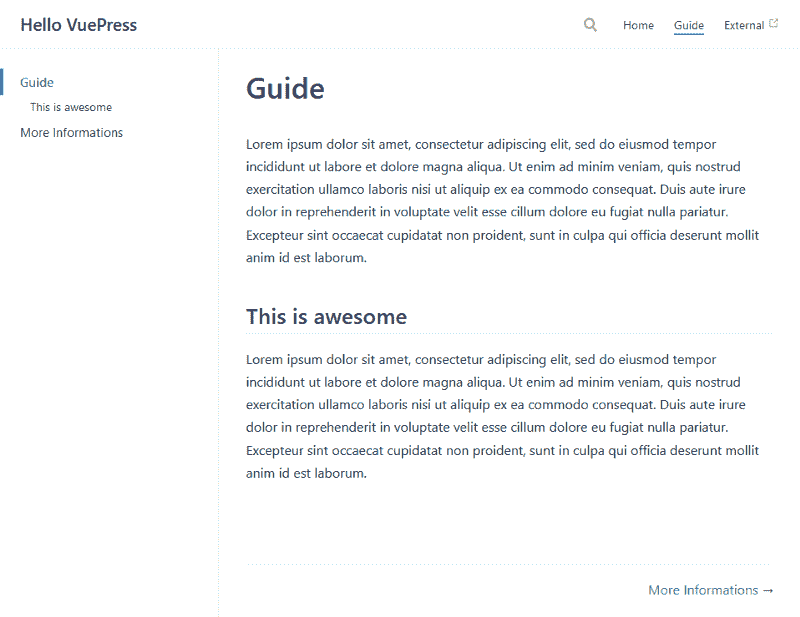 Hello VuePress
Home
Guide
External
Guide
This is awesome
More Informations
Guide
Lorem ipsum dolor sit amet, consectetur adipiscing elit, sed do eiusmod tempor
incididunt ut labore et dolore magna aliqua. Ut enim ad minim veniam, quis nostrud
exercitation ullamco laboris nisi ut aliquip ex ea commodo consequat. Duis aute irure
dolor in reprehenderit in voluptate velit esse cillum dolore eu fugiat nulla pariatur.
Excepteur sint occaecat cupidatat non proident, sunt in culpa qui officia deserunt mollit
anim id est laborum.
This is awesome
Lorem ipsum dolor sit amet, consectetur adipiscing elit, sed do eiusmod tempor
incididunt ut labore et dolore magna aliqua. Ut enim ad minim veniam, quis nostrud
exercitation ullamco laboris nisi ut aliquip ex ea commodo consequat. Duis aute irure
dolor in reprehenderit in voluptate velit esse cillum dolore eu fugiat nulla pariatur.
Excepteur sint occaecat cupidatat non proident, sunt in culpa qui officia deserunt mollit
anim id est laborum.
More Informations →